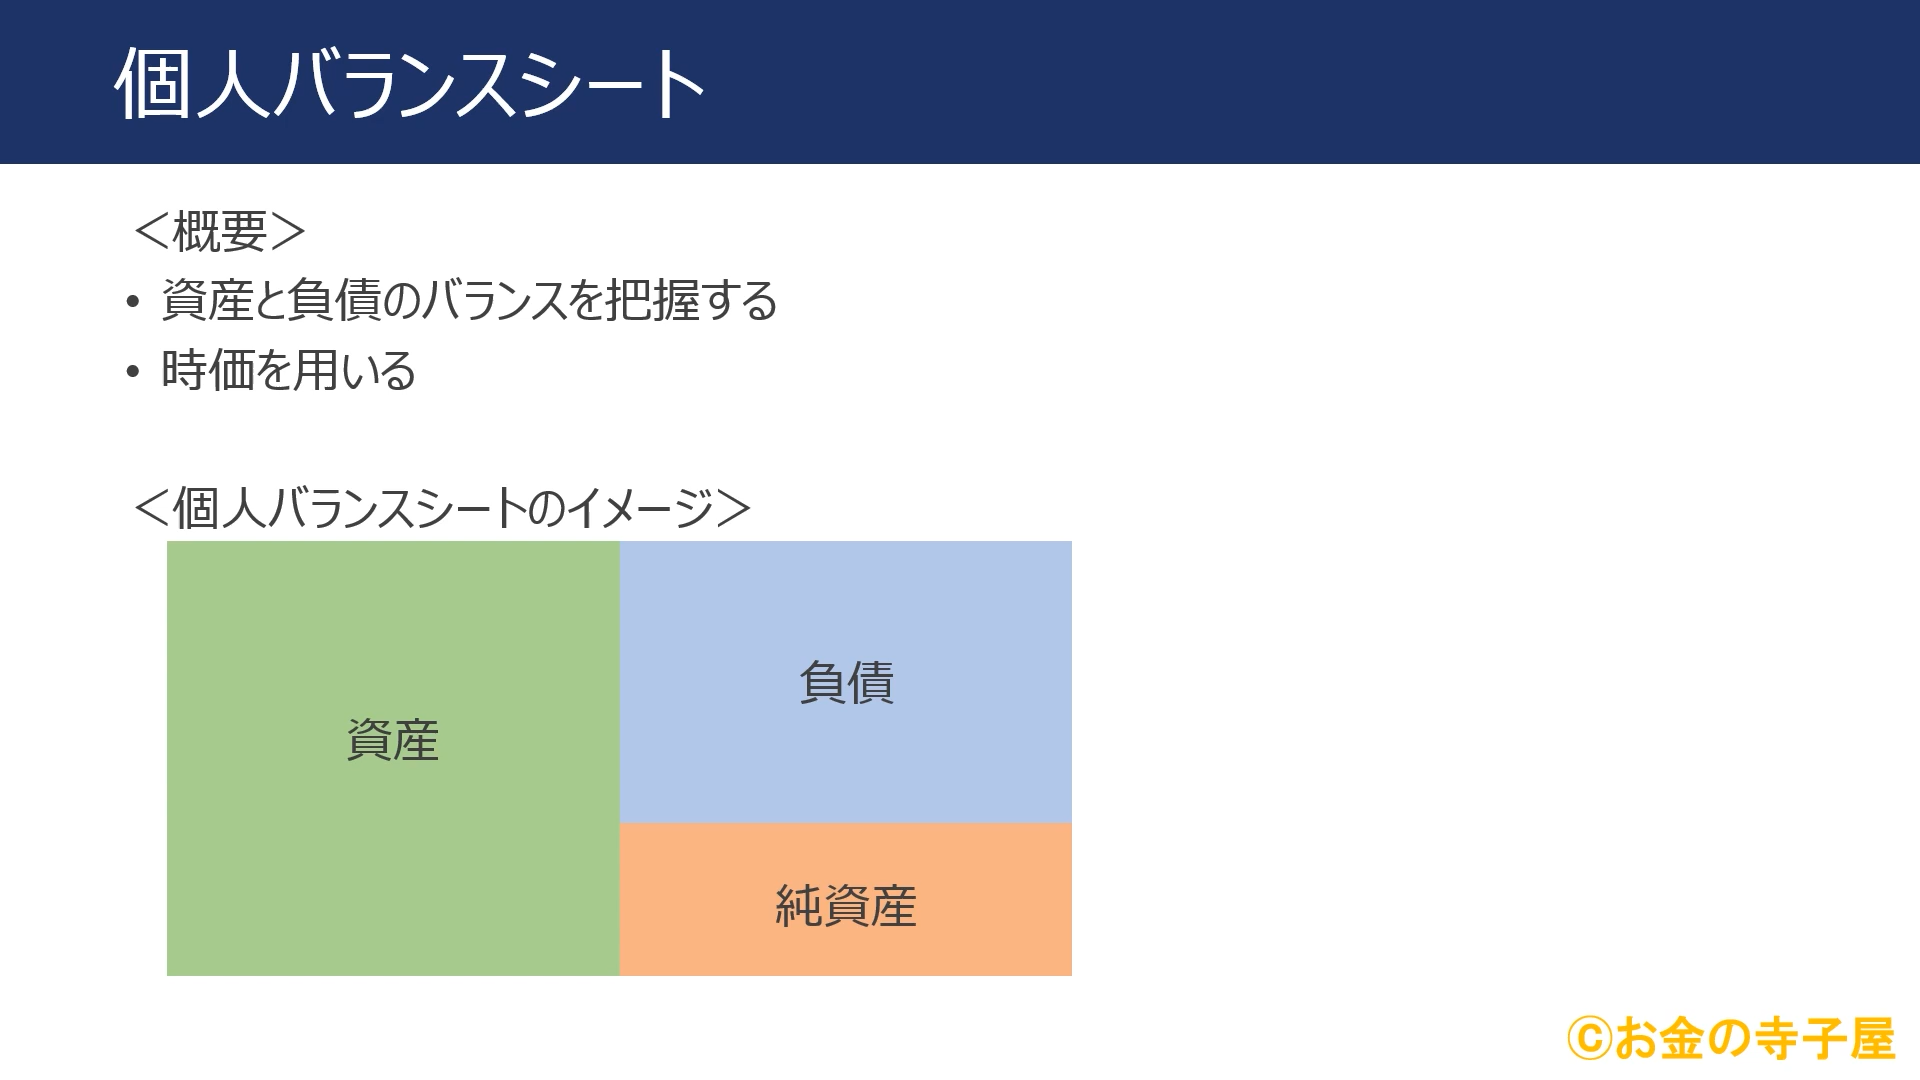 個人バランスシート
＜概要＞
• 資産と負債のバランスを把握する
• 時価を用いる
＜個人バランスシートのイメージ＞
資産
負債
純資産
©お金の寺子屋